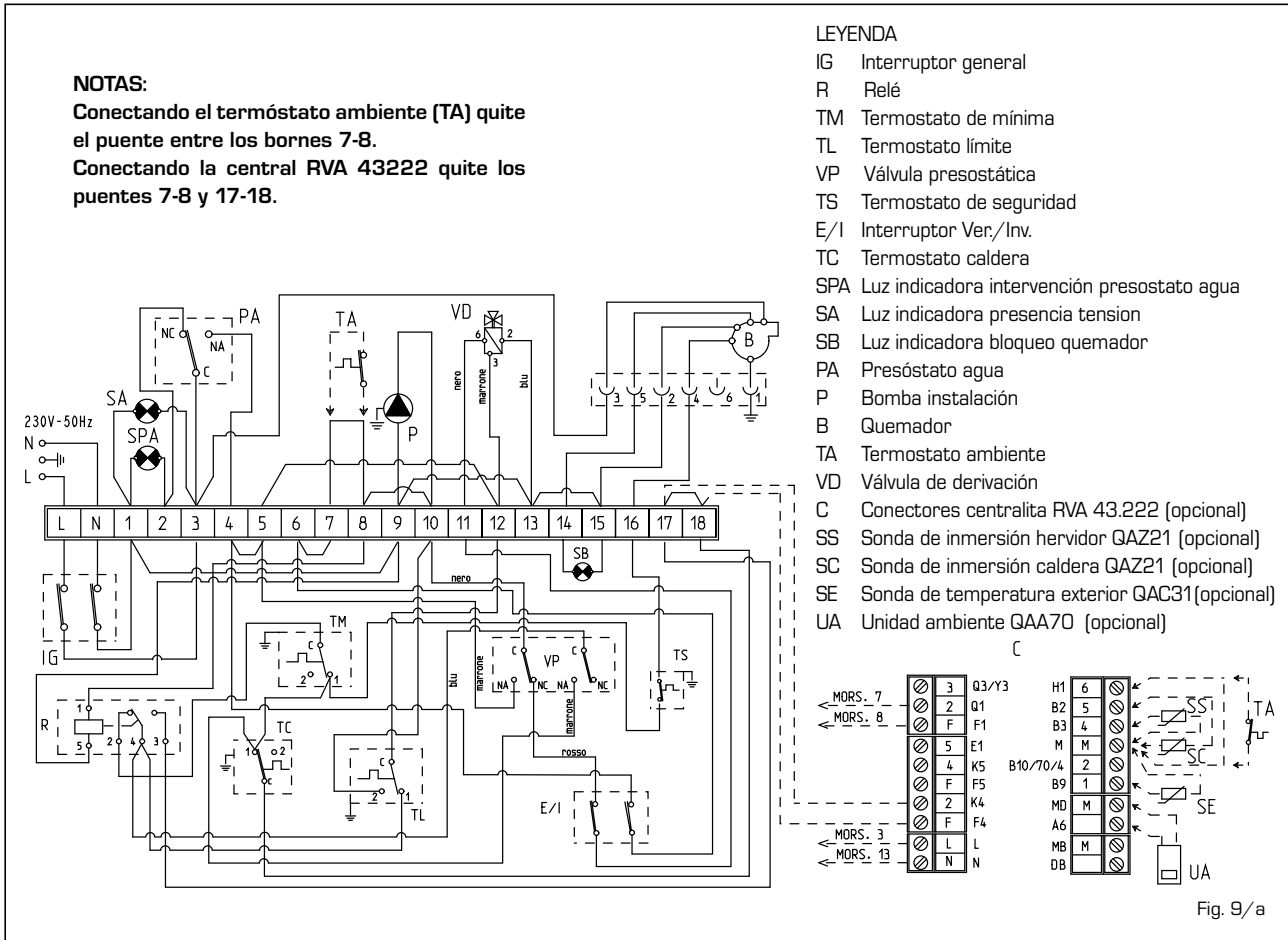 NOTAS:
Conectando el termóstato ambiente (TA) quite
el puente entre los bornes 7-8.
Conectando la central RVA 43222 quite los
puentes 7-8 y 17-18.
LEYENDA
IG Interruptor general
R Relé
TM Termostato de mínima
TL Termostato límite
VP Válvula presostática
TS Termostato de seguridad
E/I Interruptor Ver./Inv.
TC Termostato caldera
SPA Luz indicadora intervención presostato agua
SA Luz indicadora presencia tension
SB Luz indicadora bloqueo quemador
PA Presóstato agua
P Bomba instalación
B Quemador
TA Termostato ambiente
VD Válvula de derivación
C Conectores centralita RVA 43.222 (opcional)
SS Sonda de inmersión hervidor QAZ21 (opcional)
SC Sonda de inmersión caldera QAZ21 (opcional)
SE Sonda de temperatura exterior QAC31(opcional)
UA Unidad ambiente QAA70 (opcional)
PA
NC
NA
C
TA
VD
6
2
3
nero
marrone
blu
B
3 5 2 4 6 1
SA
SPA
230V-50Hz
N
L
P
L N 1 2 3 4 5 6 7 8 9 10 11 12 13 14 15 16 17 18
SB
nero
IG
TM
C
2
1
blu
marrone
C
VP
C
NA NC NA NC
marrone
TS
R
1
5
2 4 3
TC
1
2
C
C
2
1
TL
rosso
E/I
C
MORS. 7
MORS. 8
MORS. 3
MORS. 13
3 Q3/Y3
2 Q1
F F1
5 E1
4 K5
F F5
2 K4
F F4
L L
N N
H1 6
B2 5
B3 4
M M
B10/70/4 2
B9 1
MD M
A6
MB M
DB
SS
SC
SE
TA
UA
Fig. 9/a